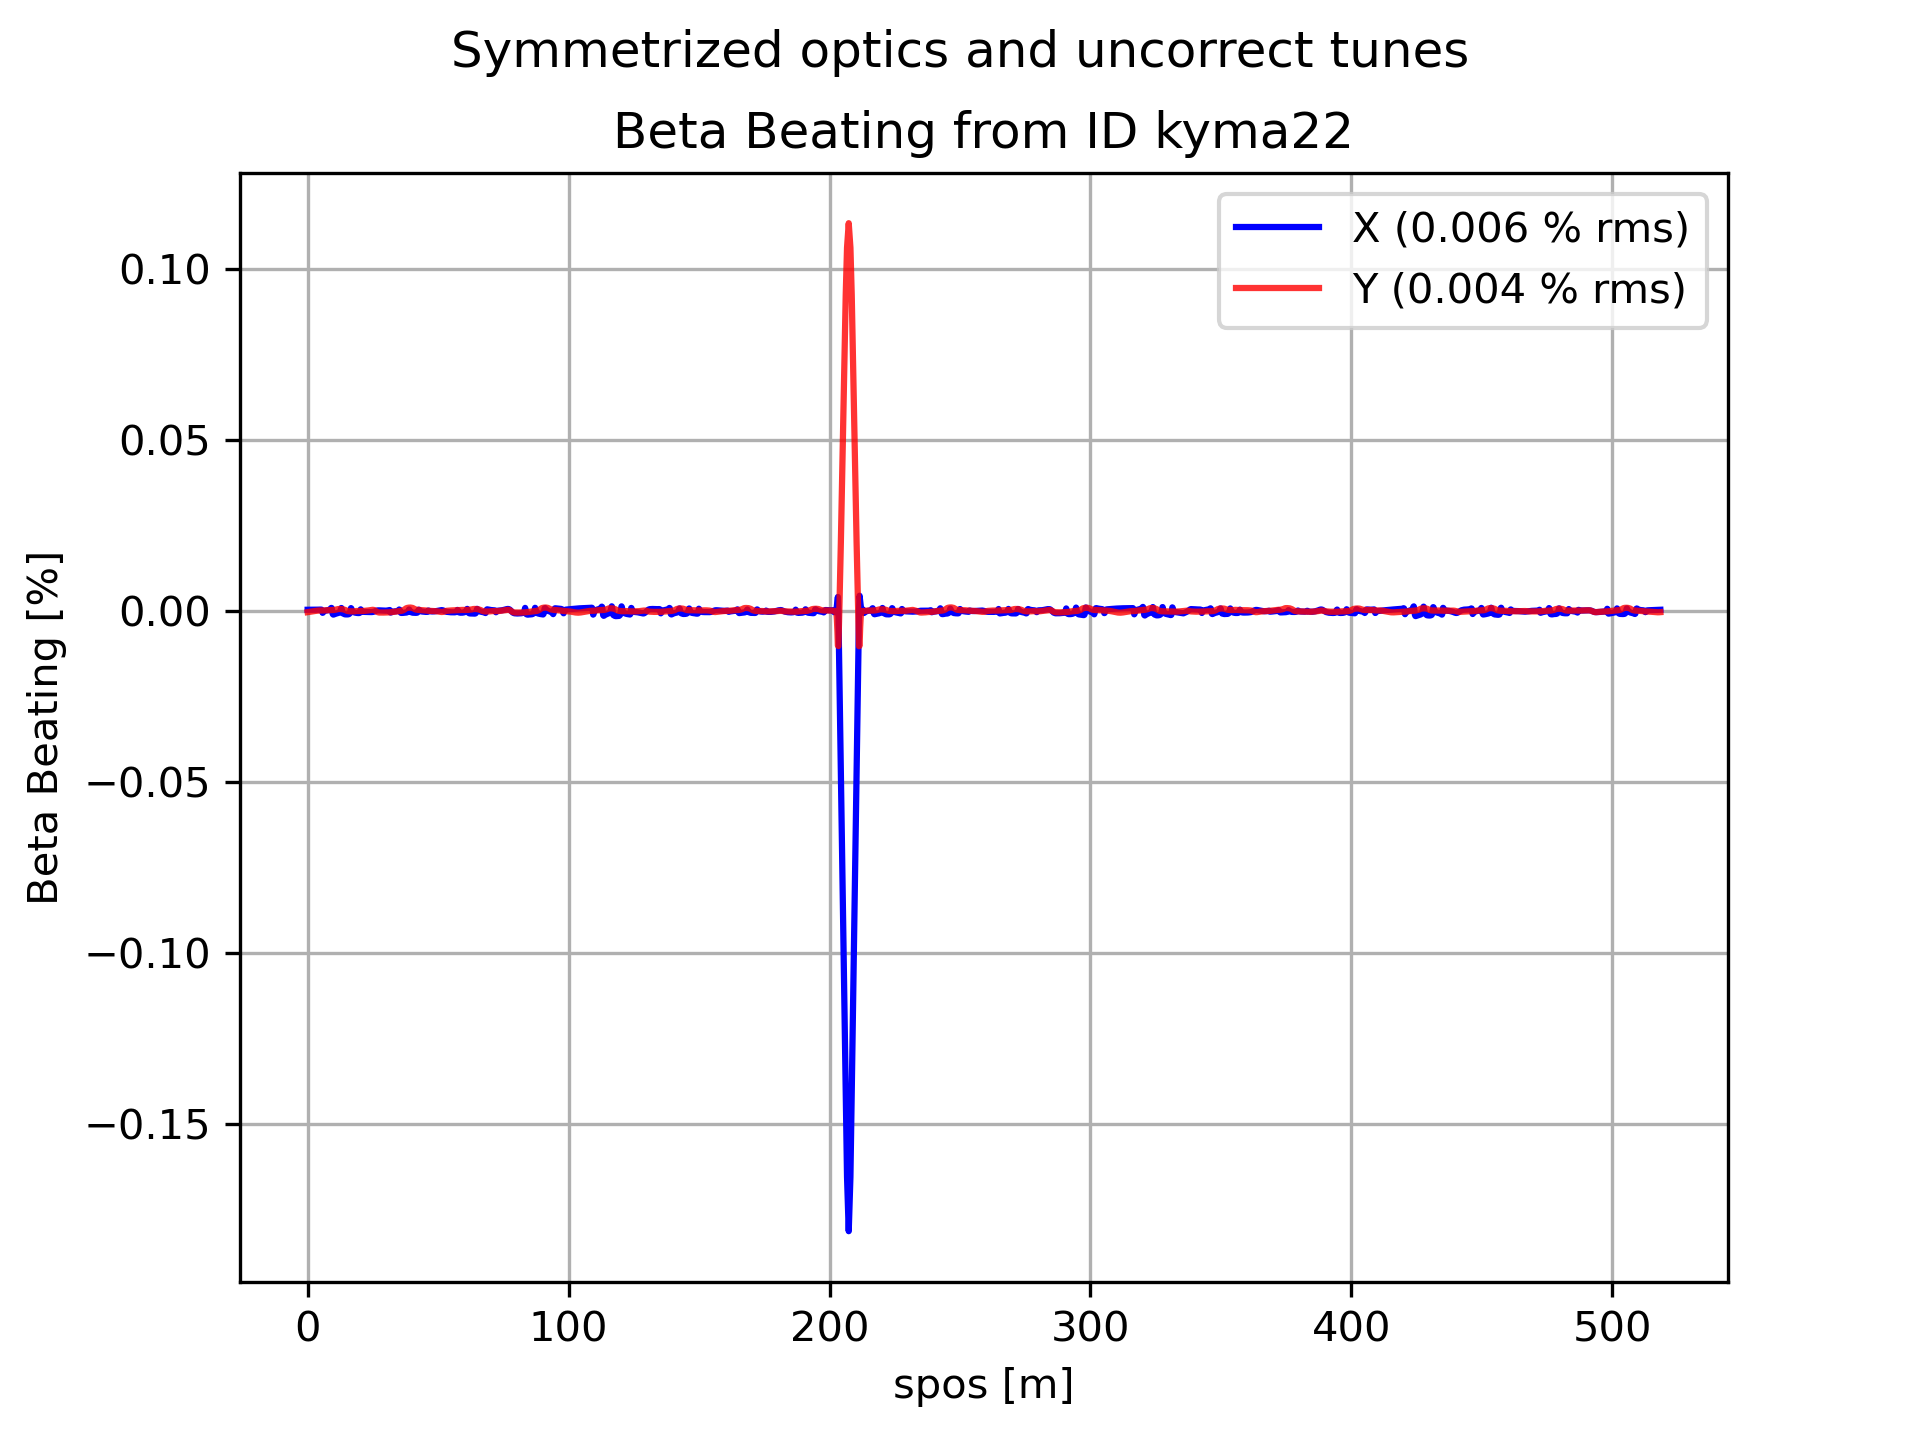 Symmetrized optics and uncorrect tunes
Beta Beating from ID kyma22
X (0.006 % rms)
Y (0.004 % rms)
Beta Beating [%]
0.10
0.05
0.00
−0.05
−0.10
−0.15
0 100 200 300 400 500
spos [m]